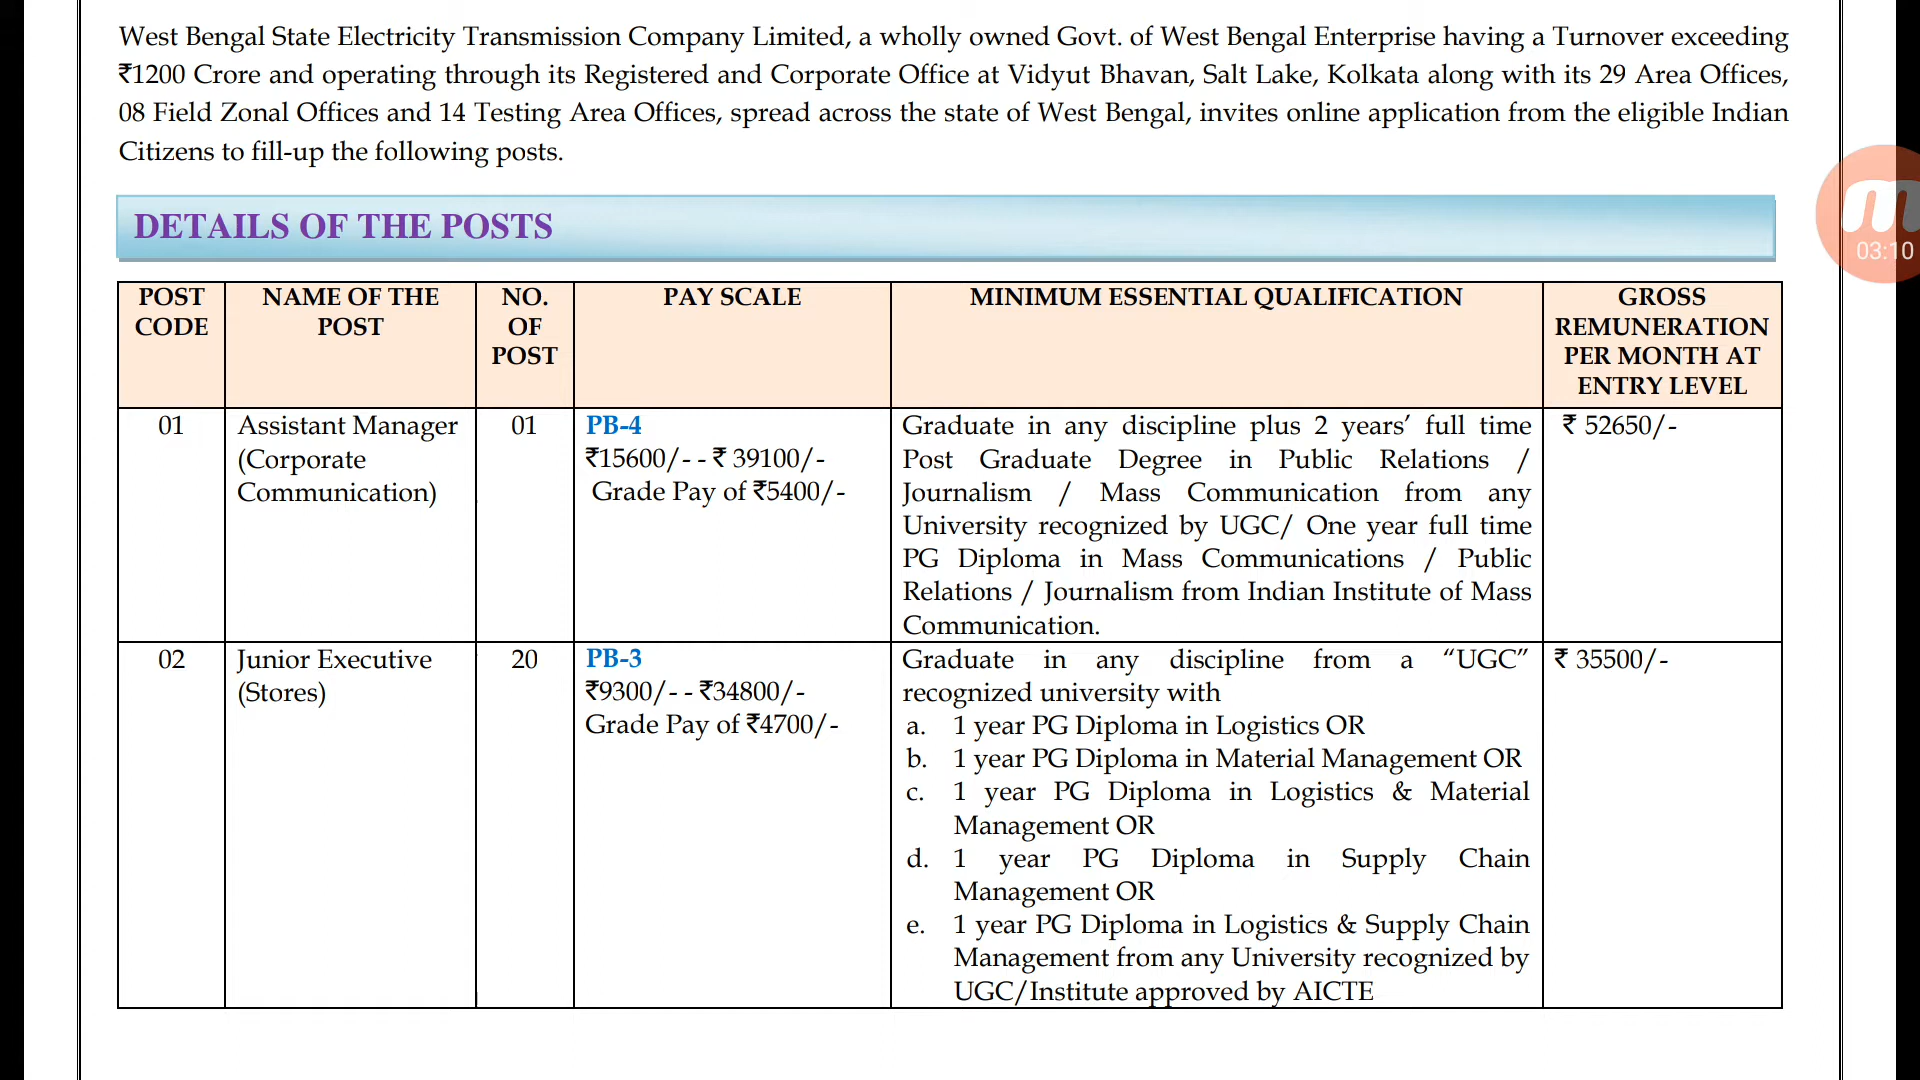 West Bengal State Electricity Transmission Company Limited, a wholly owned Govt. of West Bengal Enterprise having a Turnover exceeding
₹1200 Crore and operating through its Registered and Corporate Office at Vidyut Bhavan, Salt Lake, Kolkata along with its 29 Area Offices,
08 Field Zonal Offices and 14 Testing Area Offices, spread across the state of West Bengal, invites online application from the eligible Indian
Citizens to fill-up the following posts.
DETAILS OF THE POSTS
03:10
POST
CODE
NAME OF THE
POST
NO.
OF
POST
PAY SCALE
MINIMUM ESSENTIAL QUALIFICATION
GROSS
REMUNERATION
PER MONTH AT
ENTRY LEVEL
01
Assistant Manager
(Corporate
Communication)
01
PB-4
₹15600/- - ₹ 39100/-
Grade Pay of ₹5400/-
Graduate in any discipline plus 2 years’ full time
Post Graduate Degree in Public Relations /
Journalism / Mass Communication from any
University recognized by UGC/ One year full time
PG Diploma in Mass Communications / Public
Relations / Journalism from Indian Institute of Mass
Communication.
₹ 52650/-
02
Junior Executive
(Stores)
20
PB-3
₹9300/- - ₹34800/-
Grade Pay of ₹4700/-
Graduate in any discipline from a “UGC”
recognized university with
a. 1 year PG Diploma in Logistics OR
b. 1 year PG Diploma in Material Management OR
c. 1 year PG Diploma in Logistics & Material
Management OR
d. 1 year PG Diploma in Supply Chain
Management OR
e. 1 year PG Diploma in Logistics & Supply Chain
Management from any University recognized by
UGC/Institute approved by AICTE
₹ 35500/-